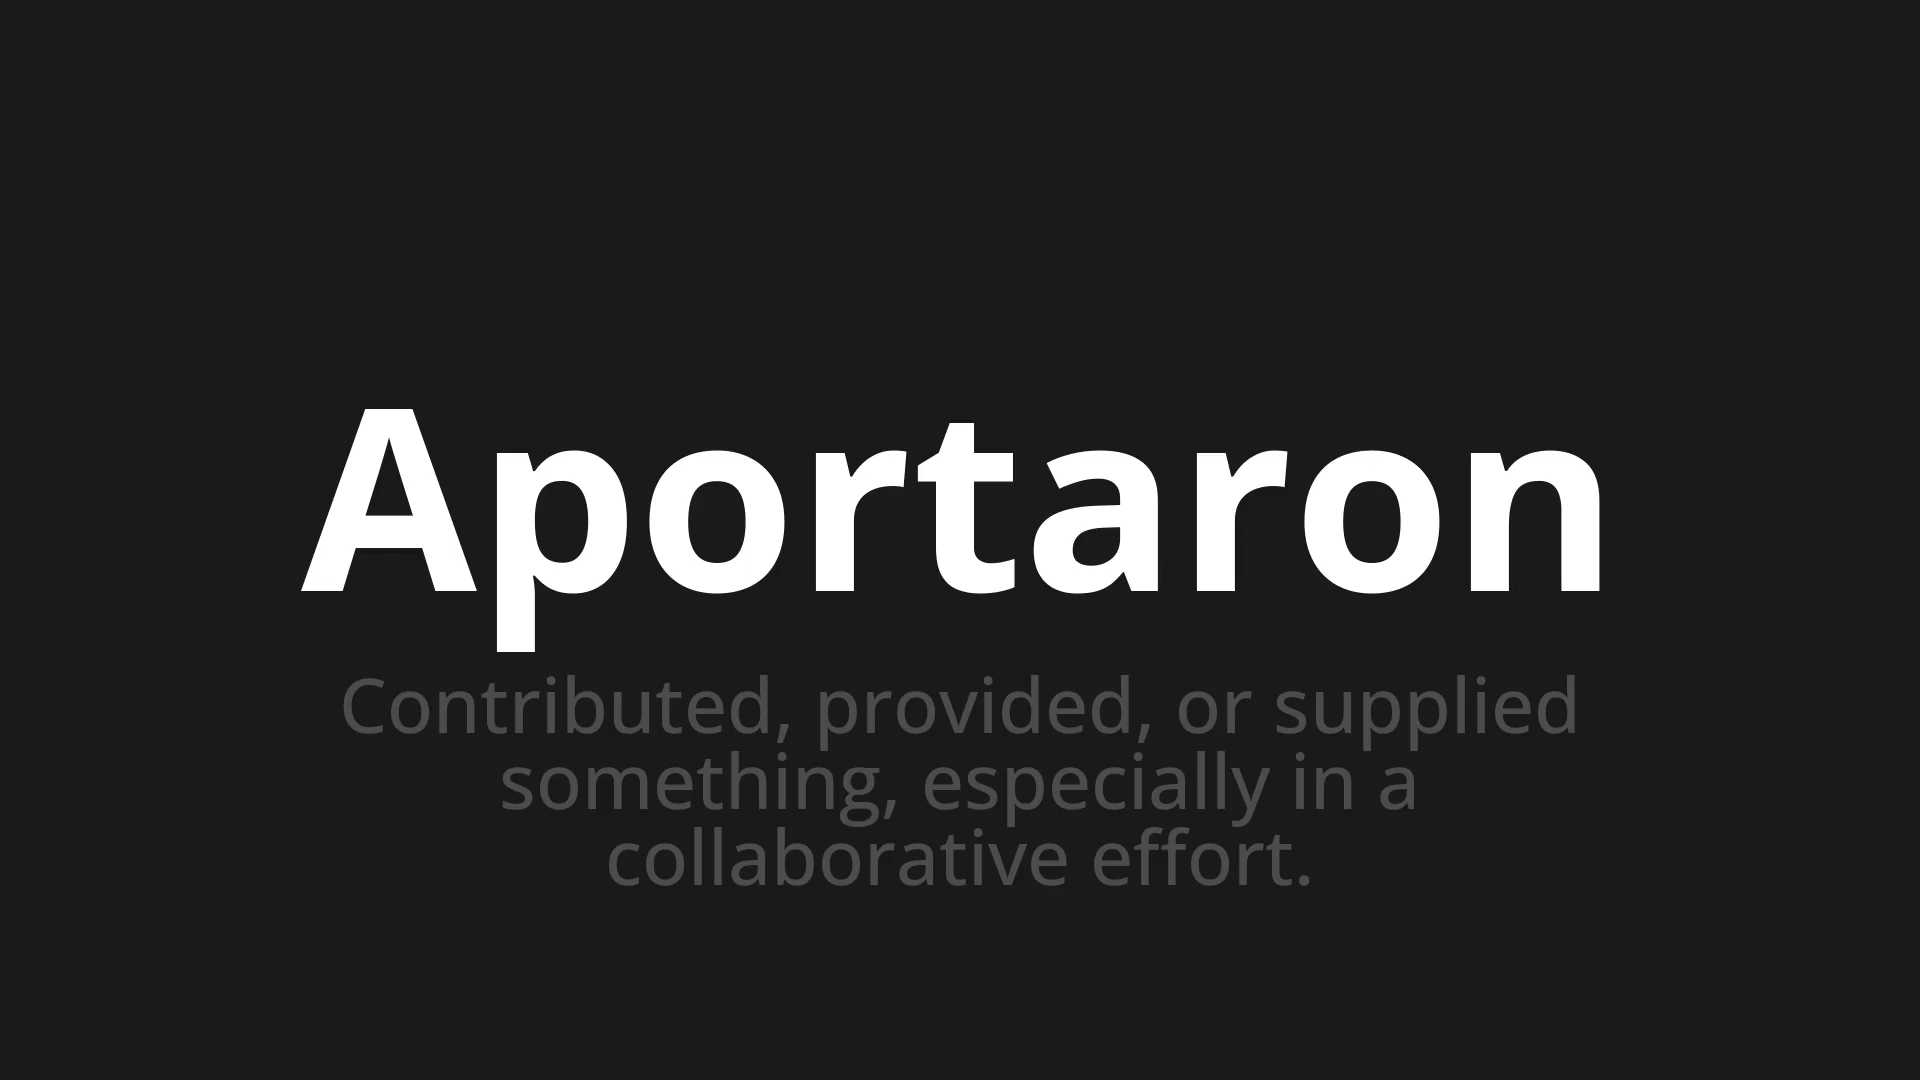 Aportaron
Contributed, provided, or supplied
something, especially in a
collaborative effort.